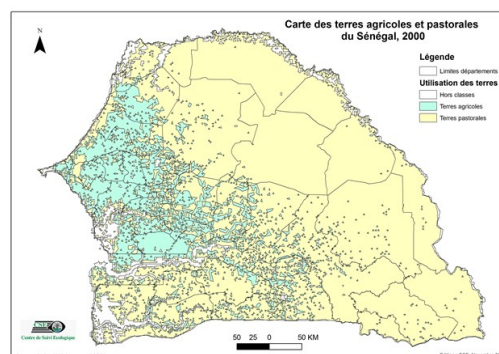 N
Carte des terres agricoles et pastorales
du Sénégal, 2000
Légende
Limites départements
Utilisation des terres
Hors classes
Terres agricoles
Terres pastorales
CSE
Centre de Suivi Ecologique
50 25 0 50 KM